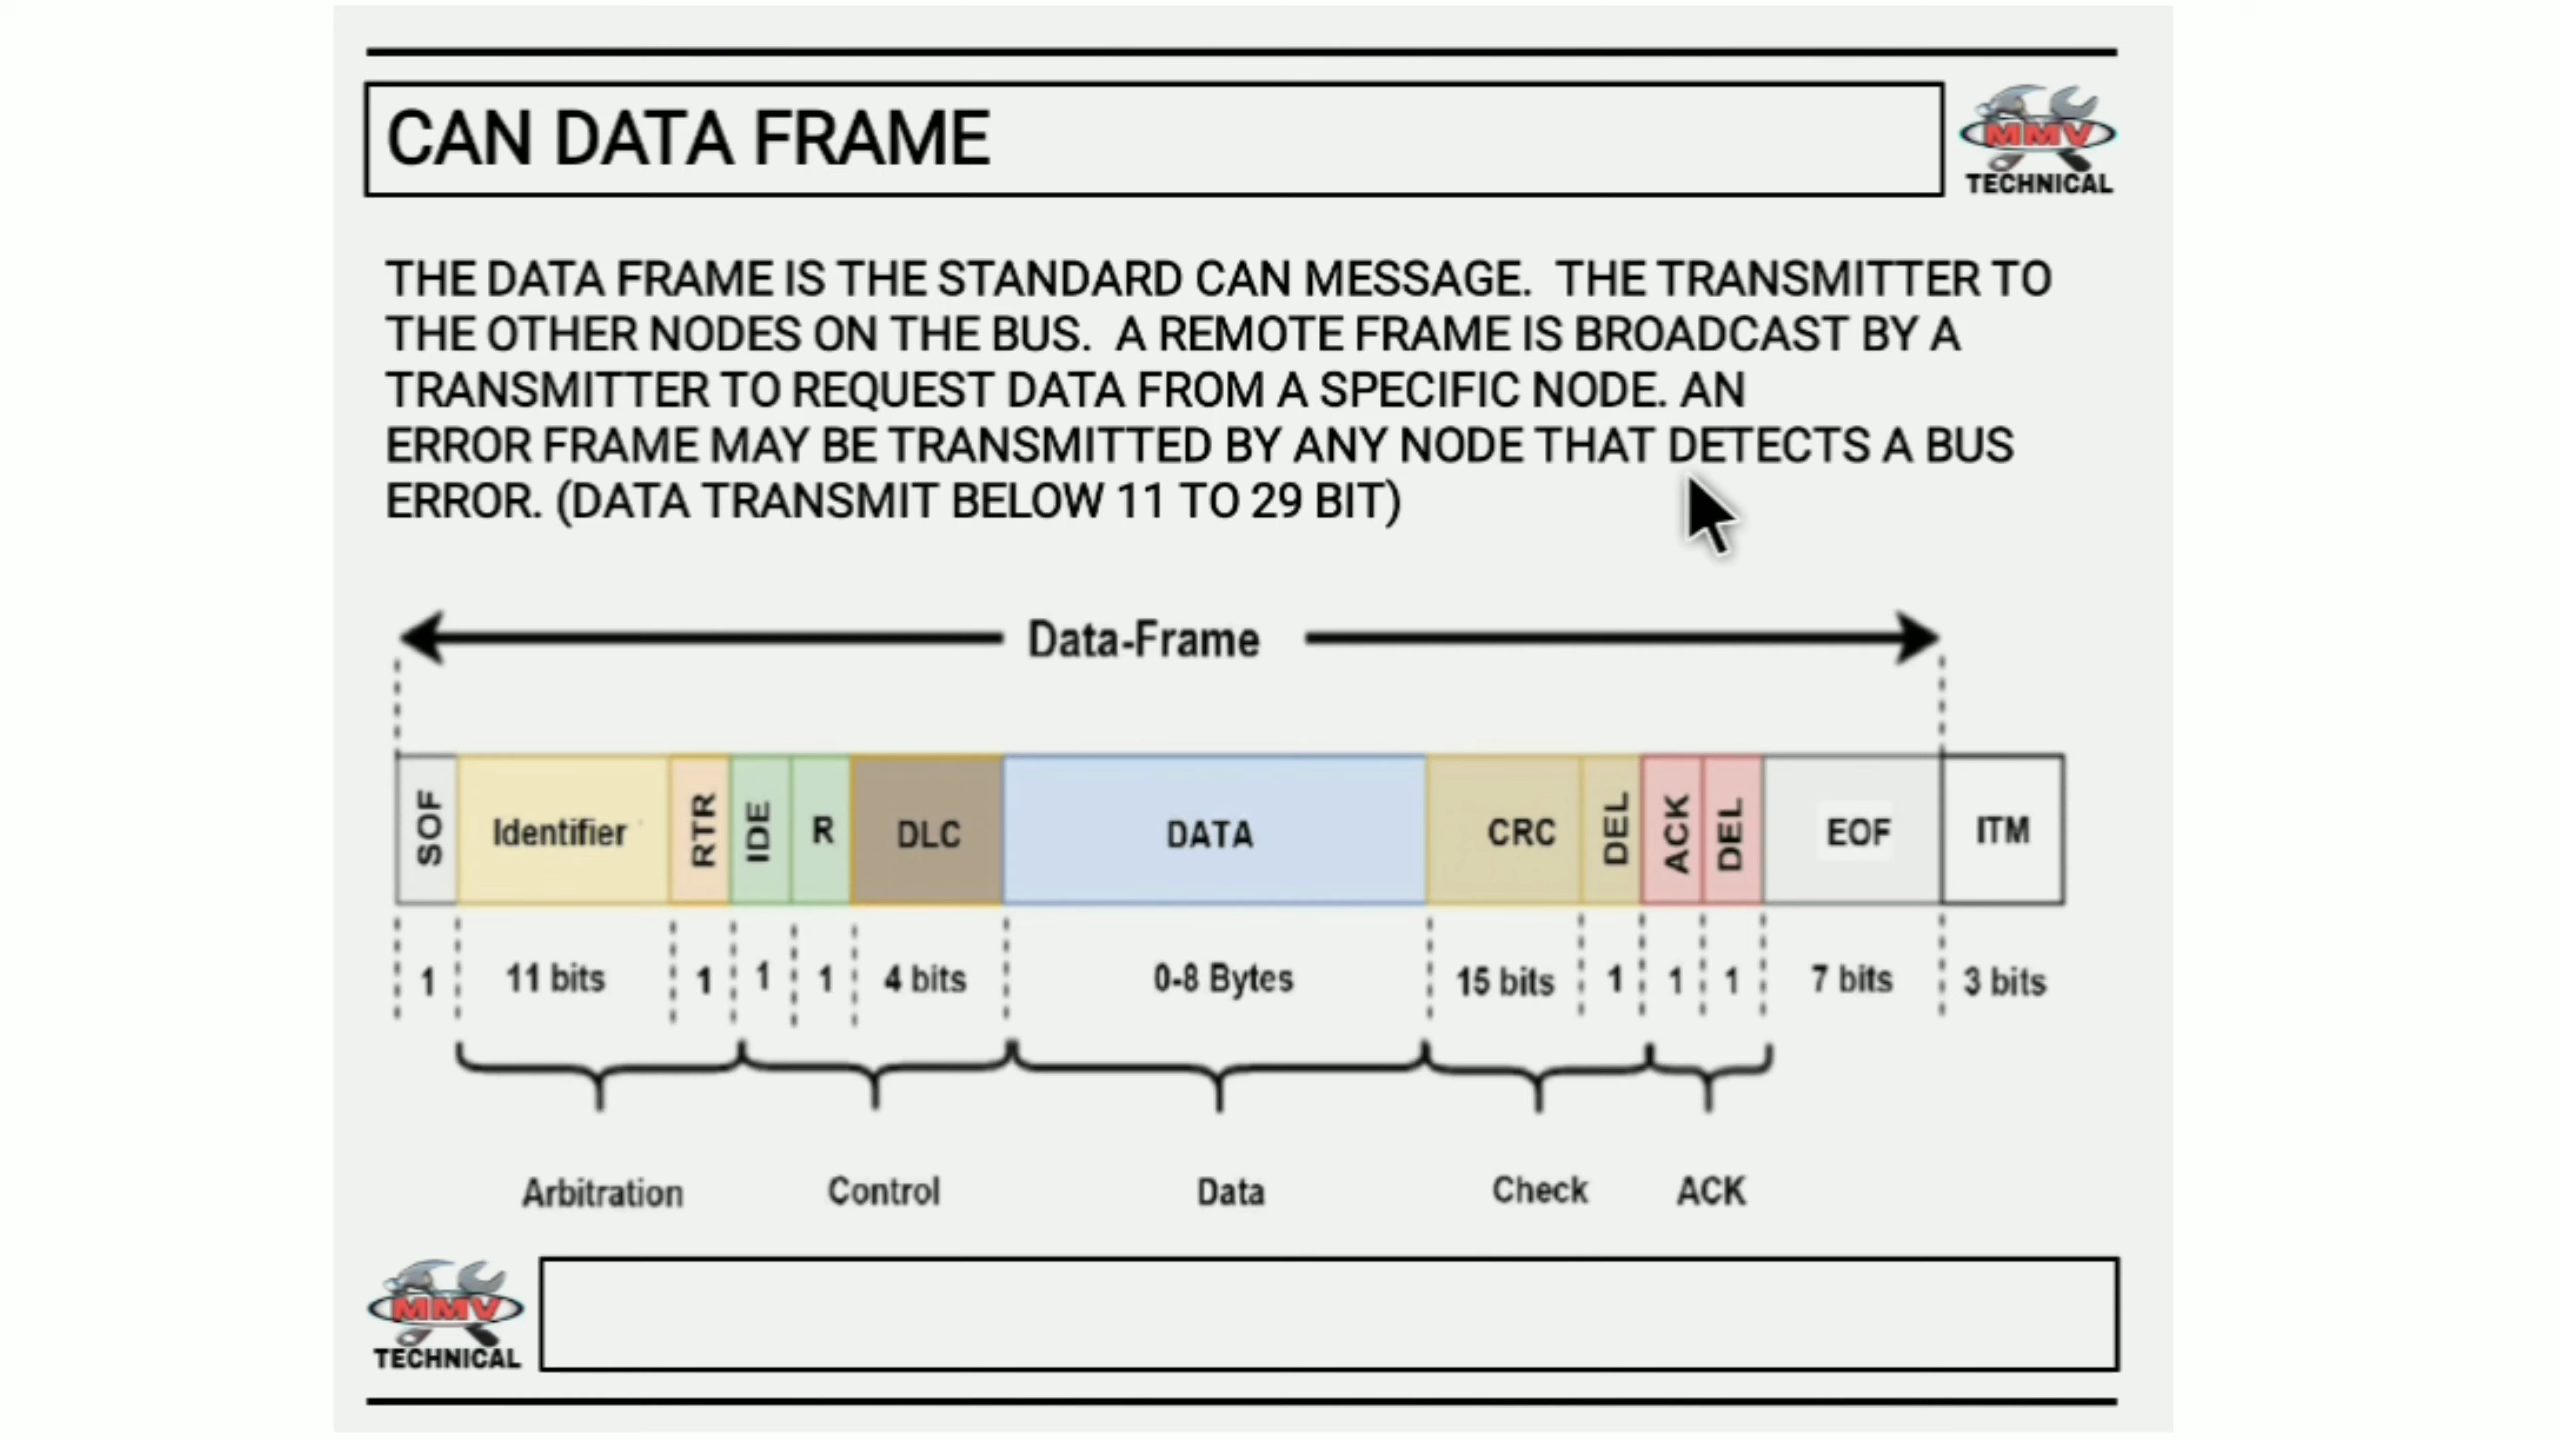 CAN DATA FRAME
MMV
TECHNICAL
THE DATA FRAME IS THE STANDARD CAN MESSAGE. THE TRANSMITTER TO
THE OTHER NODES ON THE BUS. A REMOTE FRAME IS BROADCAST BY A
TRANSMITTER TO REQUEST DATA FROM A SPECIFIC NODE. AN
ERROR FRAME MAY BE TRANSMITTED BY ANY NODE THAT DETECTS A BUS
ERROR. (DATA TRANSMIT BELOW 11 TO 29 BIT)
Data-Frame
SOF Identifier RTR IDE R DLC DATA CRC DEL ACK DEL EOF ITM
1 11 bits 1 1 1 4 bits 0-8 Bytes 15 bits 1 1 1 7 bits 3 bits
Arbitration Control Data Check ACK
MMV
TECHNICAL